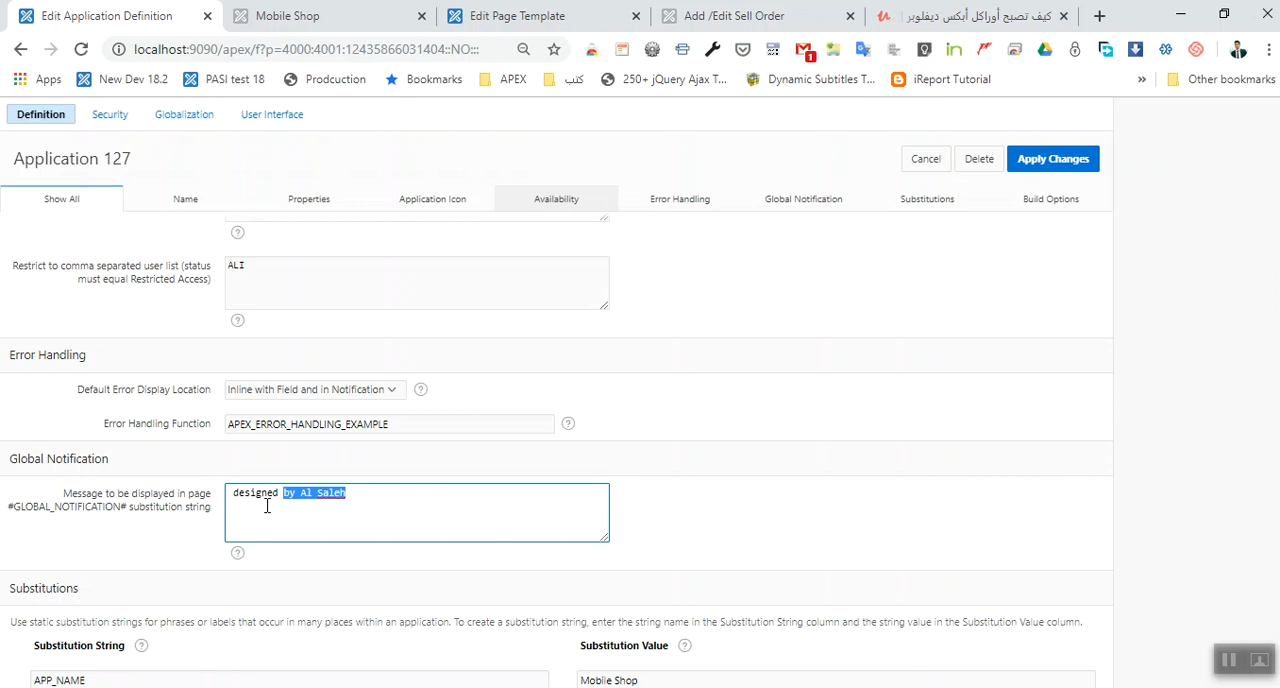 Edit Application Definition
Mobile Shop
Edit Page Template
Add /Edit Sell Order
كيف تصبح أوراكل أبكس ديفلوبر
localhost:9090/apex/f?p=4000:4001:12435866031404::NO:::
1
Apps
New Dev 18.2
PASI test 18
Prodcuction
Bookmarks
APEX
كتب
250+ jQuery Ajax T...
Dynamic Subtitles T...
iReport Tutorial
»
Other bookmarks
Definition
Security
Globalization
User Interface
Application 127
Cancel
Delete
Apply Changes
Show All
Name
Properties
Application Icon
Availability
Error Handling
Global Notification
Substitutions
Build Options
Restrict to comma separated user list (status
must equal Restricted Access)
ALI
Error Handling
Default Error Display Location
Inline with Field and in Notification
Error Handling Function
APEX_ERROR_HANDLING_EXAMPLE
Global Notification
Message to be displayed in page
#GLOBAL_NOTIFICATION# substitution string
designed by Al Saleh
Substitutions
Use static substitution strings for phrases or labels that occur in many places within an application. To create a substitution string, enter the string name in the Substitution String column and the string value in the Substitution Value column.
Substitution String
Substitution Value
APP_NAME
Mobile Shop